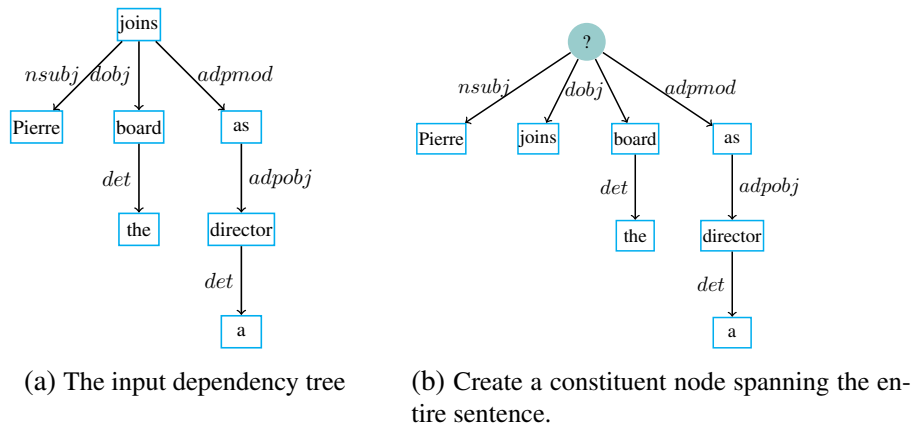 joins
nsubj dobj adpmod
Pierre board as
det adpobj
the director
det
a
(a) The input dependency tree
?
nsubj dobj adpmod
Pierre joins board as
det adpobj
the director
det
a
(b) Create a constituent node spanning the en-
tire sentence.